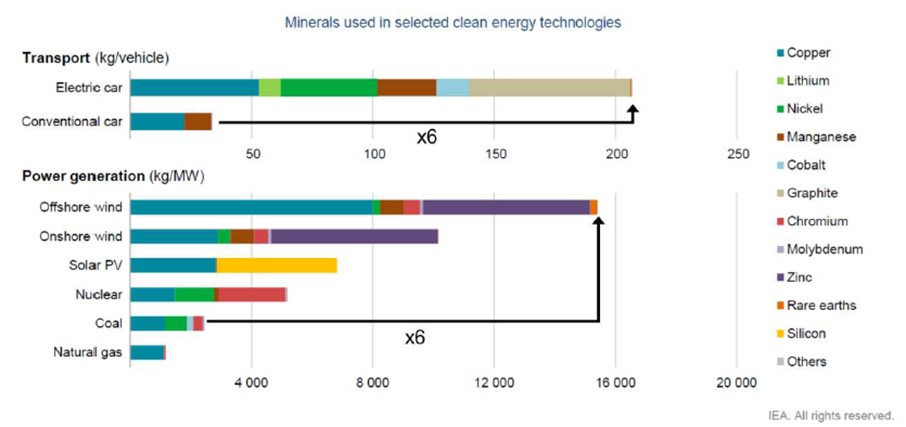 Minerals used in selected clean energy technologies
Transport (kg/vehicle)
Electric car
Conventional car
x6
50 100 150 200 250
Power generation (kg/MW)
Offshore wind
Onshore wind
Solar PV
Nuclear
Coal
x6
Natural gas
4 000 8 000 12 000 16 000 20 000
Copper
Lithium
Nickel
Manganese
Cobalt
Graphite
Chromium
Molybdenum
Zinc
Rare earths
Silicon
Others
IEA. All rights reserved.